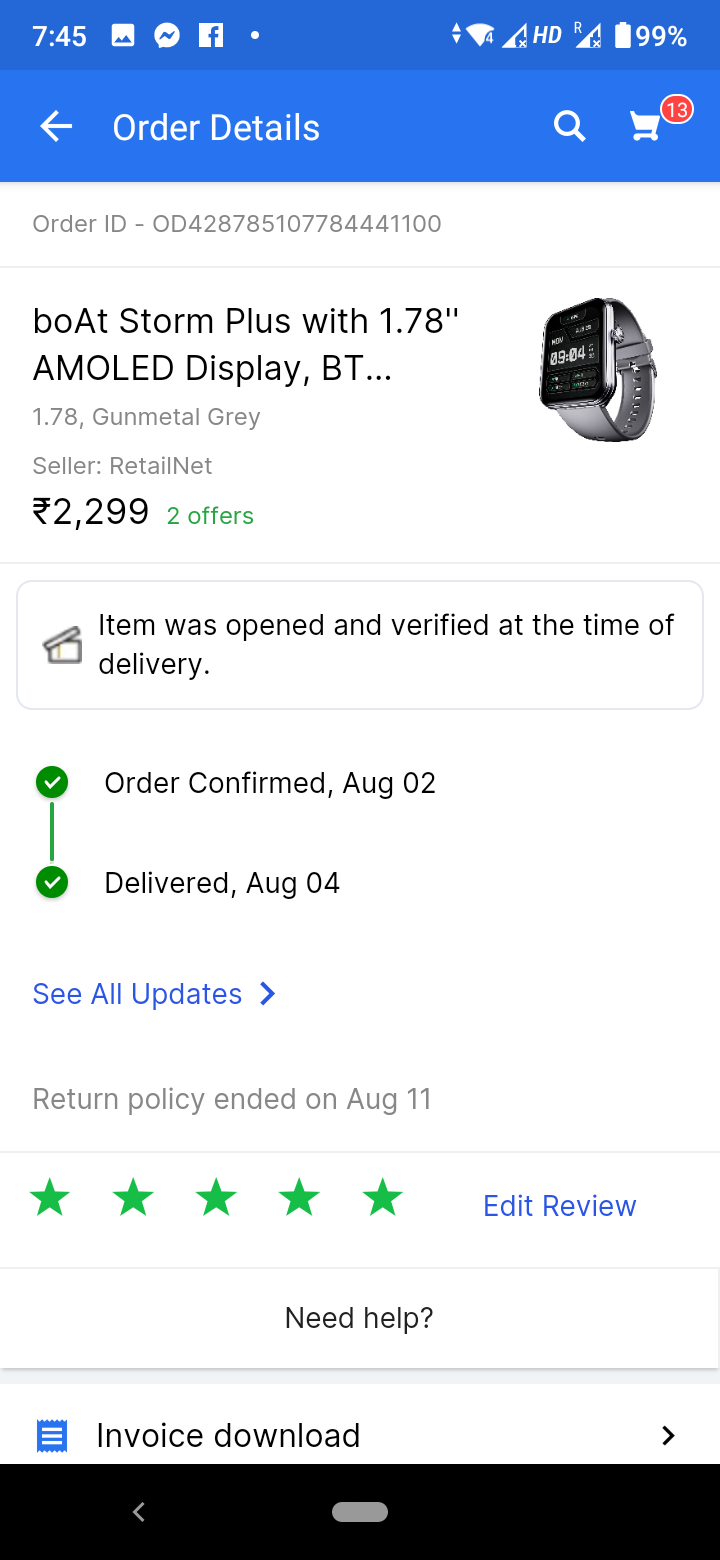 7:45
4
HD
R
99%
Order Details
13
Order ID - OD428785107784441100
boAt Storm Plus with 1.78''
AMOLED Display, BT...
1.78, Gunmetal Grey
Seller: RetailNet
₹2,299 2 offers
09:04
Item was opened and verified at the time of
delivery.
Order Confirmed, Aug 02
Delivered, Aug 04
See All Updates
Return policy ended on Aug 11
Edit Review
Need help?
Invoice download